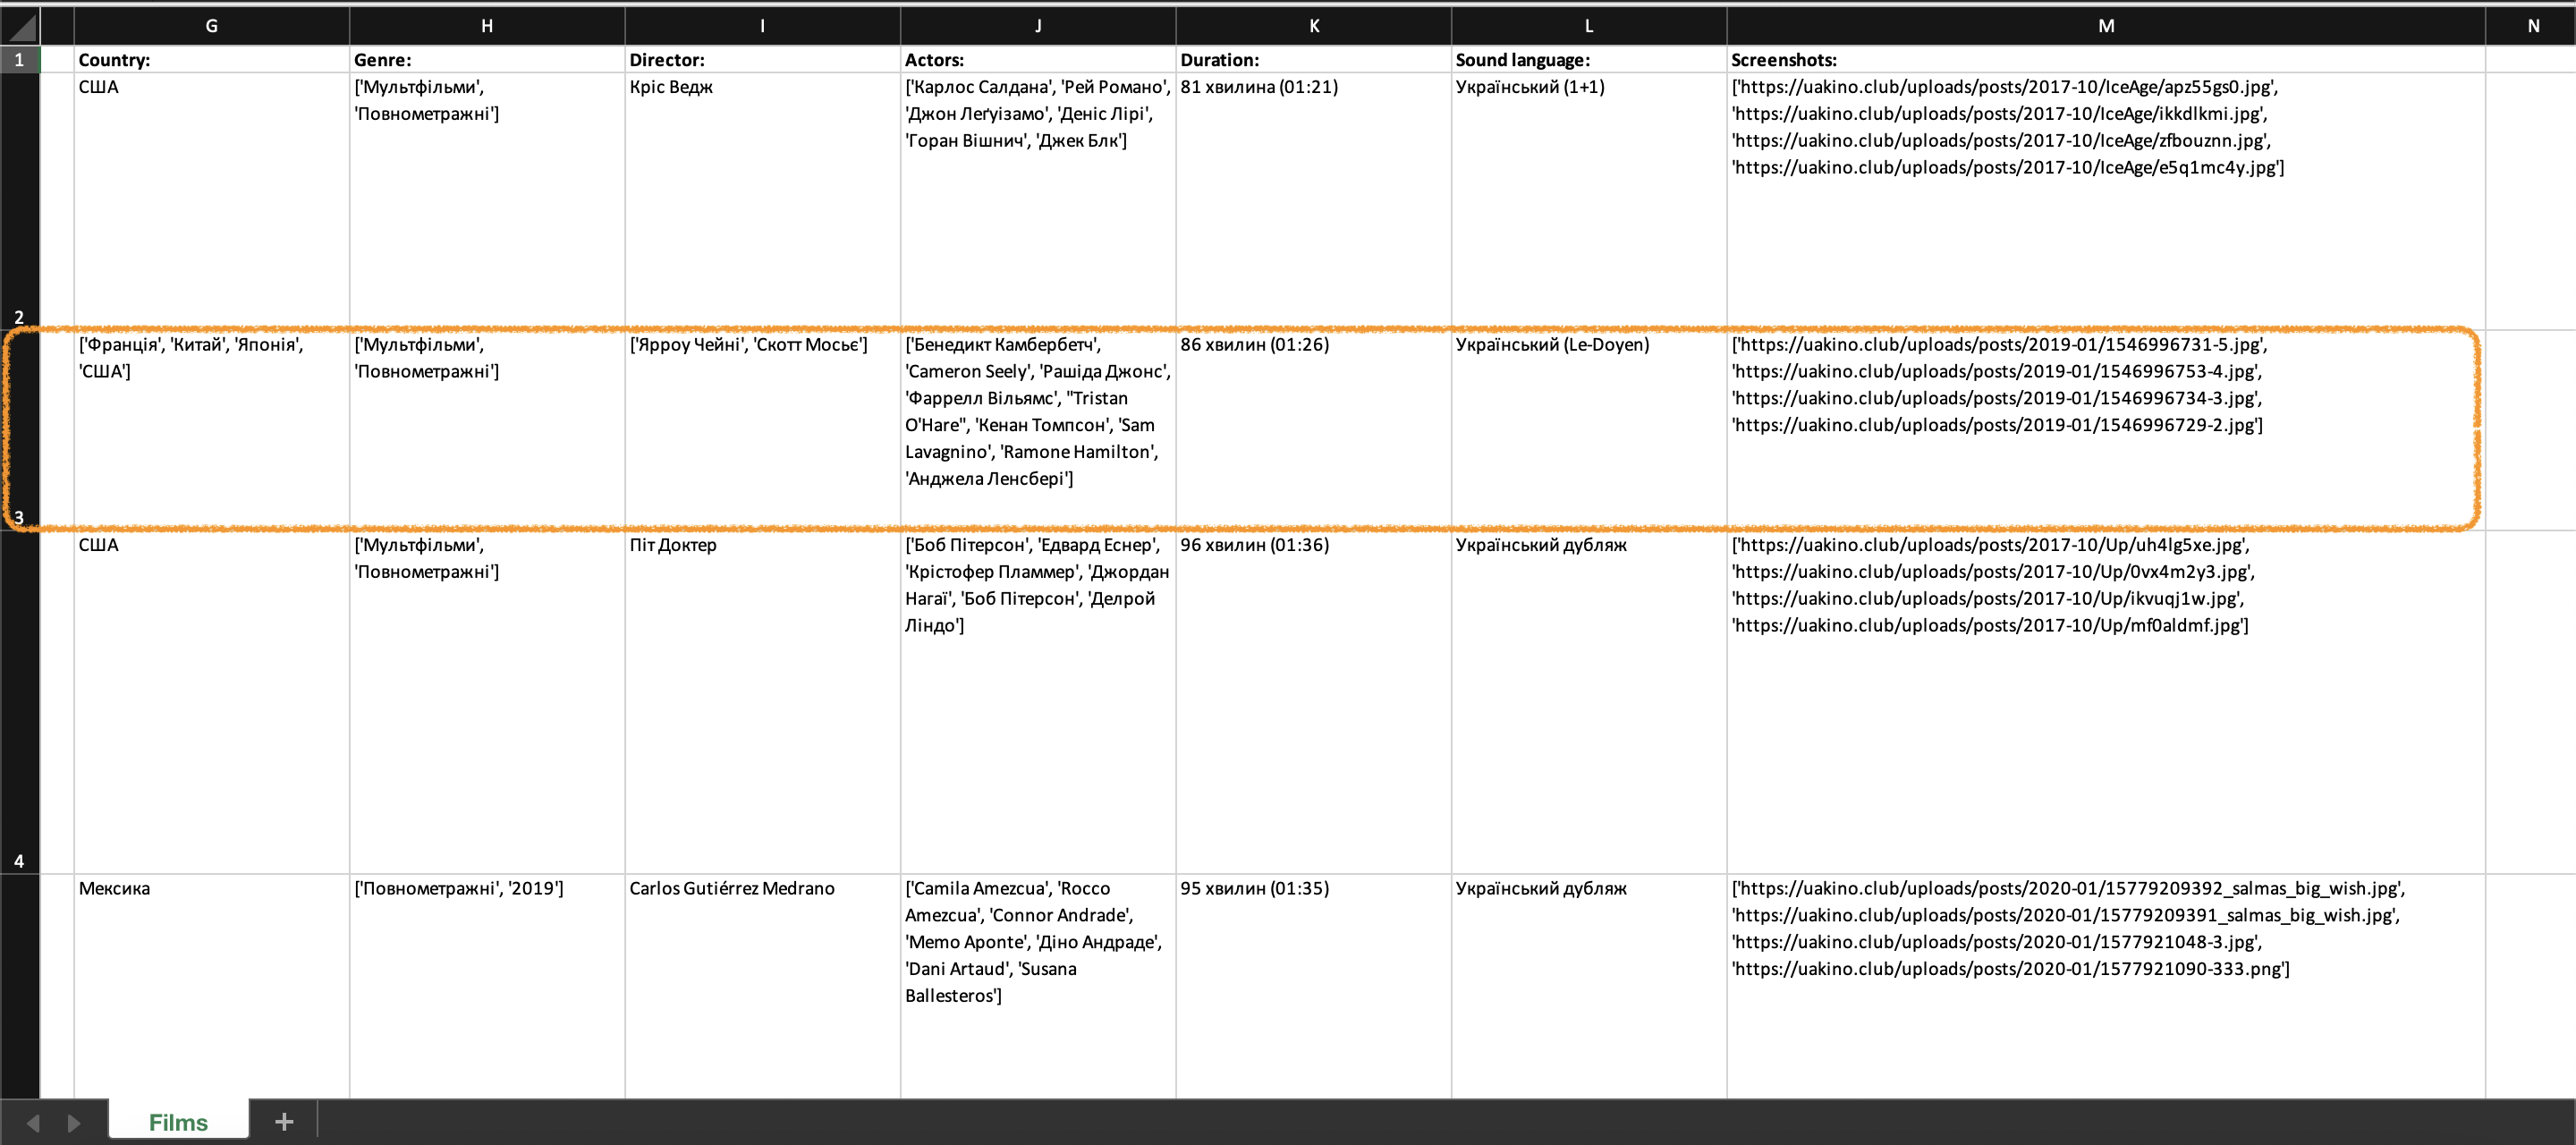 G H I J K L M N
1 Country: Genre: Director: Actors: Duration: Sound language: Screenshots:
США ['Мультфільми', Кріс Ведж ['Карлос Салдана', 'Рей Романо', 81 хвилина (01:21) Український (1+1) ['https://uakino.club/uploads/posts/2017-10/IceAge/apz55gs0.jpg',
'Повнометражні'] 'Джон Леґуізамо', 'Деніс Лірі', 'https://uakino.club/uploads/posts/2017-10/IceAge/ikkdlkmi.jpg',
'Горан Вішнич', 'Джек Блк'] 'https://uakino.club/uploads/posts/2017-10/IceAge/zfbouznn.jpg',
'https://uakino.club/uploads/posts/2017-10/IceAge/e5q1mc4y.jpg']
2
['Франція', 'Китай', 'Японія', ['Мультфільми', ['Ярроу Чейні', 'Скотт Мосьє'] ['Бенедикт Камбербетч', 86 хвилин (01:26) Український (Le-Doyen) ['https://uakino.club/uploads/posts/2019-01/1546996731-5.jpg',
'США'] 'Повнометражні'] 'Cameron Seely', 'Рашіда Джонс', 'https://uakino.club/uploads/posts/2019-01/1546996753-4.jpg',
'Фаррелл Вільямс', "Tristan 'https://uakino.club/uploads/posts/2019-01/1546996734-3.jpg',
O'Hare", 'Кенан Томпсон', 'Sam 'https://uakino.club/uploads/posts/2019-01/1546996729-2.jpg']
Lavagnino', 'Ramone Hamilton',
'Анджела Ленсбері']
3
США ['Мультфільми', Піт Доктер ['Боб Пітерсон', 'Едвард Еснер', 96 хвилин (01:36) Український дубляж ['https://uakino.club/uploads/posts/2017-10/Up/uh4lg5xe.jpg',
'Повнометражні'] 'Крістофер Пламмер', 'Джордан 'https://uakino.club/uploads/posts/2017-10/Up/0vx4m2y3.jpg',
Нагаї', 'Боб Пітерсон', 'Делрой 'https://uakino.club/uploads/posts/2017-10/Up/ikvuqj1w.jpg',
Ліндо'] 'https://uakino.club/uploads/posts/2017-10/Up/mf0aldmf.jpg']
4
Мексика ['Повнометражні', '2019'] Carlos Gutiérrez Medrano ['Camila Amezcua', 'Rocco 95 хвилин (01:35) Український дубляж ['https://uakino.club/uploads/posts/2020-01/15779209392_salmas_big_wish.jpg',
Amezcua', 'Connor Andrade', 'https://uakino.club/uploads/posts/2020-01/15779209391_salmas_big_wish.jpg',
'Memo Aponte', 'Діно Андраде', 'https://uakino.club/uploads/posts/2020-01/1577921048-3.jpg',
'Dani Artaud', 'Susana 'https://uakino.club/uploads/posts/2020-01/1577921090-333.png']
Ballesteros']
Films +